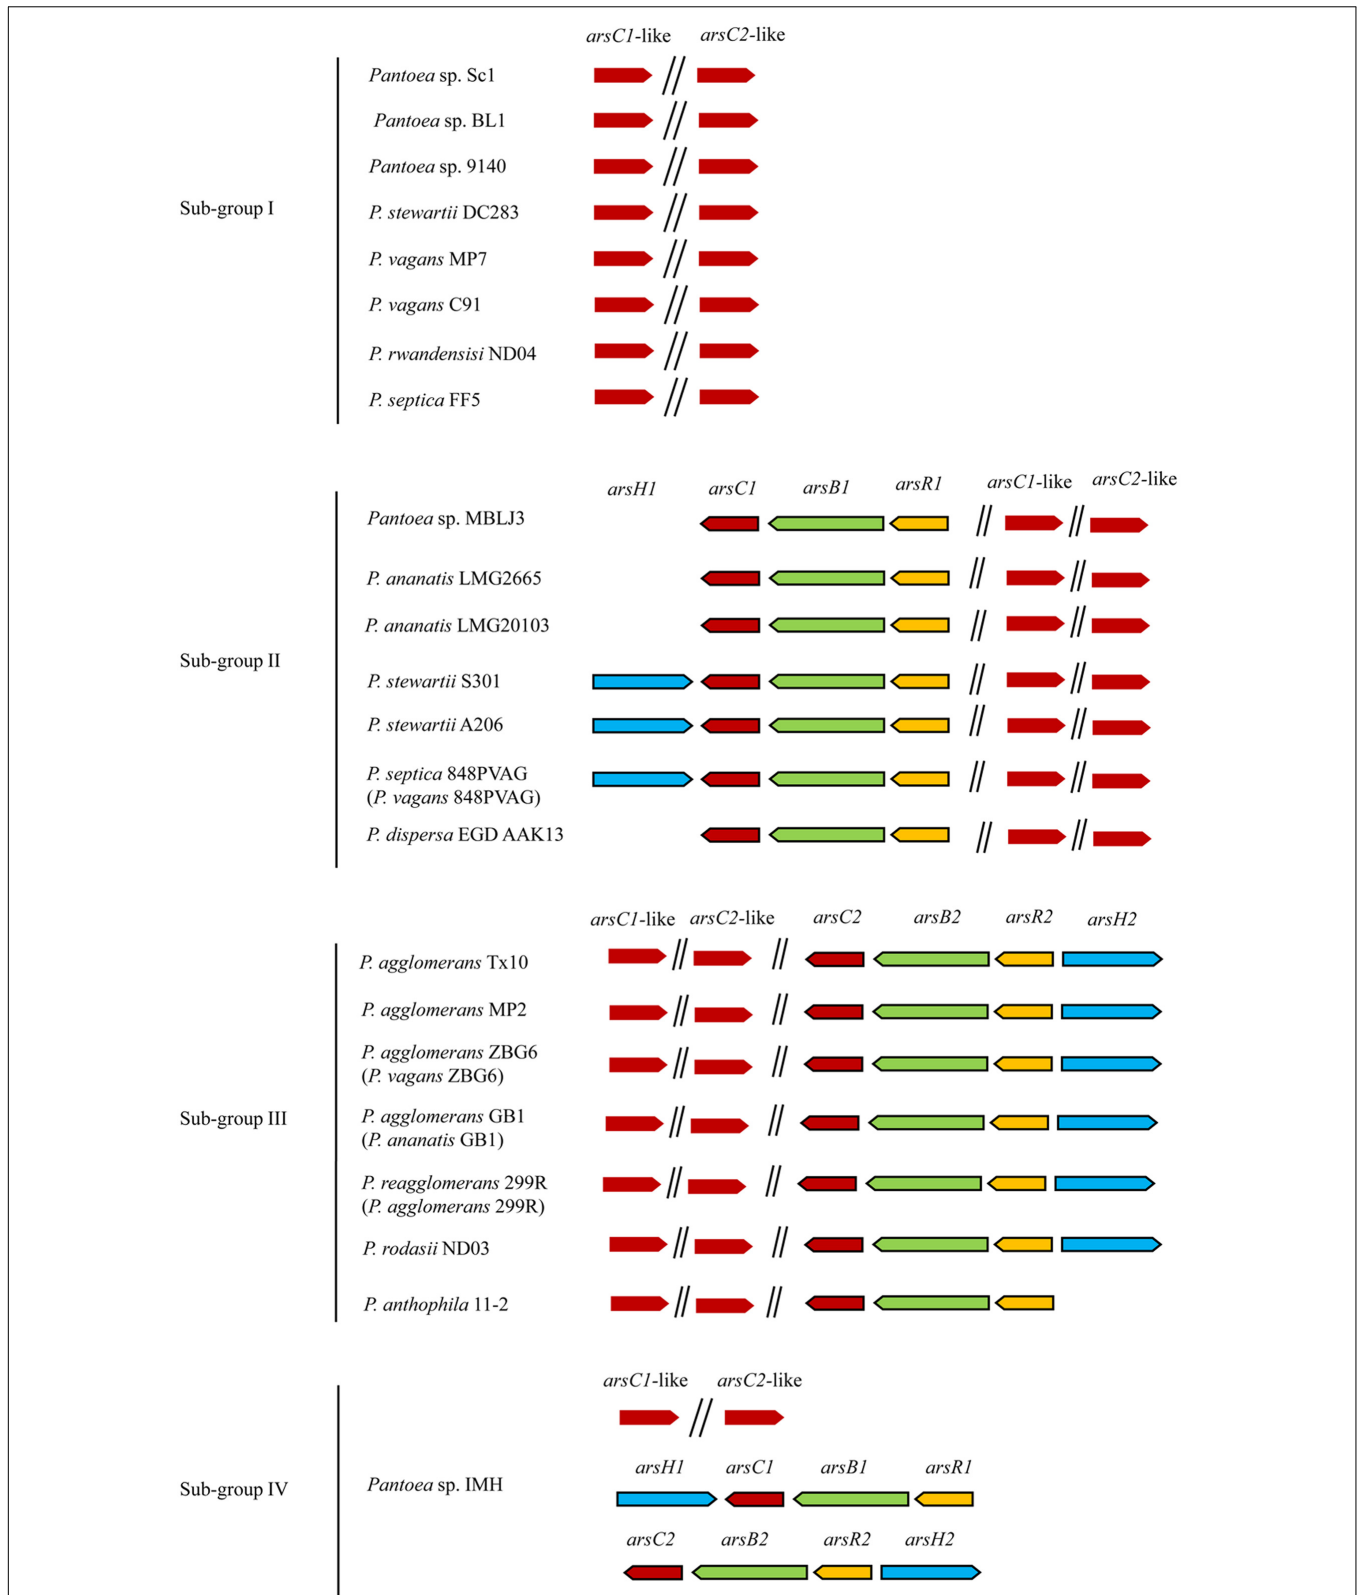 arsC1-like arsC2-like
Pantoea sp. Sc1
Pantoea sp. BL1
Pantoea sp. 9140
Sub-group I
P. stewartii DC283
P. vagans MP7
P. vagans C91
P. rwandensisi ND04
P. septica FF5
arsH1 arsC1 arsB1 arsR1 arsC1-like arsC2-like
Pantoea sp. MBLJ3
P. ananatis LMG2665
P. ananatis LMG20103
Sub-group II
P. stewartii S301
P. stewartii A206
P. septica 848PVAG
(P. vagans 848PVAG)
P. dispersa EGD AAK13
arsC1-like arsC2-like arsC2 arsB2 arsR2 arsH2
P. agglomerans Tx10
P. agglomerans MP2
P. agglomerans ZBG6
(P. vagans ZBG6)
Sub-group III
P. agglomerans GB1
(P. ananatis GB1)
P. reagglomerans 299R
(P. agglomerans 299R)
P. rodasii ND03
P. anthophila 11-2
arsC1-like arsC2-like
arsH1 arsC1 arsB1 arsR1
Sub-group IV
Pantoea sp. IMH
arsC2 arsB2 arsR2 arsH2